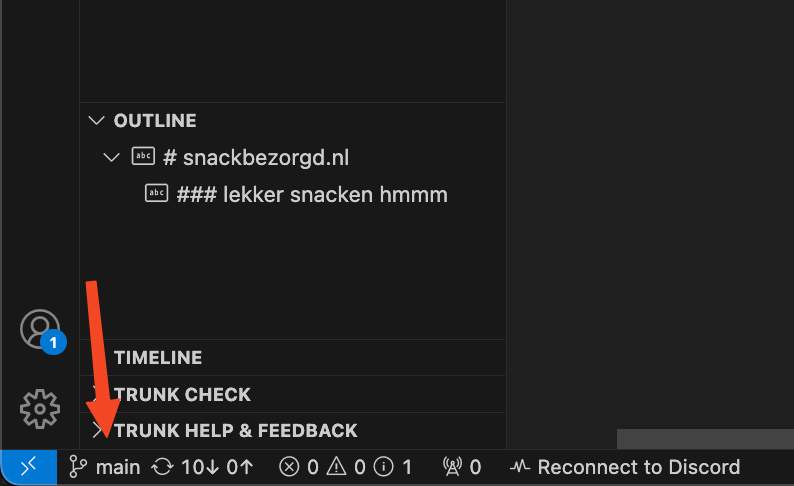 OUTLINE
abc # snackbezorgd.nl
abc ### lekker snacken hmmm
1
TIMELINE
TRUNK CHECK
TRUNK HELP & FEEDBACK
main 10↓ 0↑ 0 0 1 0 Reconnect to Discord